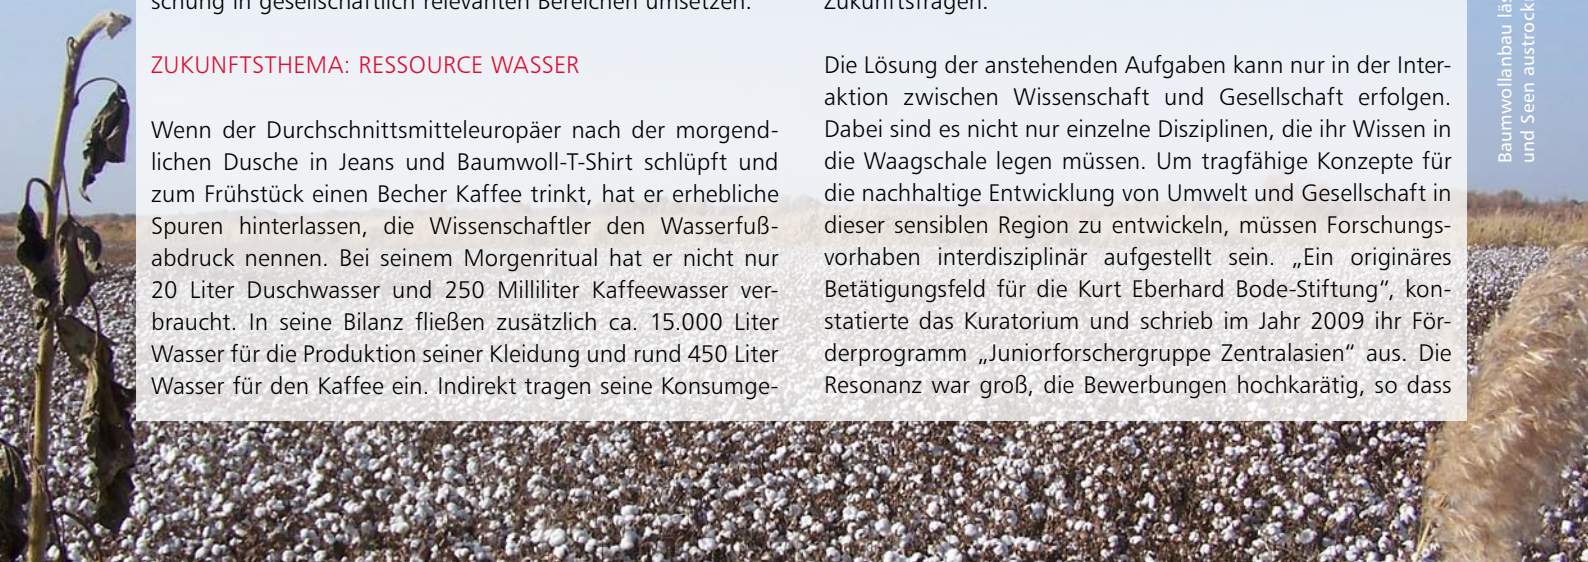 schung in gesellschaftlich relevanten Bereichen umsetzen.
ZUKUNFTSTHEMA: RESSOURCE WASSER
Wenn der Durchschnittsmitteleuropäer nach der morgend-
lichen Dusche in Jeans und Baumwoll-T-Shirt schlüpft und
zum Frühstück einen Becher Kaffee trinkt, hat er erhebliche
Spuren hinterlassen, die Wissenschaftler den Wasserfuß-
abdruck nennen. Bei seinem Morgenritual hat er nicht nur
20 Liter Duschwasser und 250 Milliliter Kaffeewasser ver-
braucht. In seine Bilanz fließen zusätzlich ca. 15.000 Liter
Wasser für die Produktion seiner Kleidung und rund 450 Liter
Wasser für den Kaffee ein. Indirekt tragen seine Konsumge-
Zukunftsfragen.
Die Lösung der anstehenden Aufgaben kann nur in der Inter-
aktion zwischen Wissenschaft und Gesellschaft erfolgen.
Dabei sind es nicht nur einzelne Disziplinen, die ihr Wissen in
die Waagschale legen müssen. Um tragfähige Konzepte für
die nachhaltige Entwicklung von Umwelt und Gesellschaft in
dieser sensiblen Region zu entwickeln, müssen Forschungs-
vorhaben interdisziplinär aufgestellt sein. „Ein originäres
Betätigungsfeld für die Kurt Eberhard Bode-Stiftung“, kon-
statierte das Kuratorium und schrieb im Jahr 2009 ihr För-
derprogramm „Juniorforschergruppe Zentralasien“ aus. Die
Resonanz war groß, die Bewerbungen hochkarätig, so dass
Baumwollanbau
und Seen